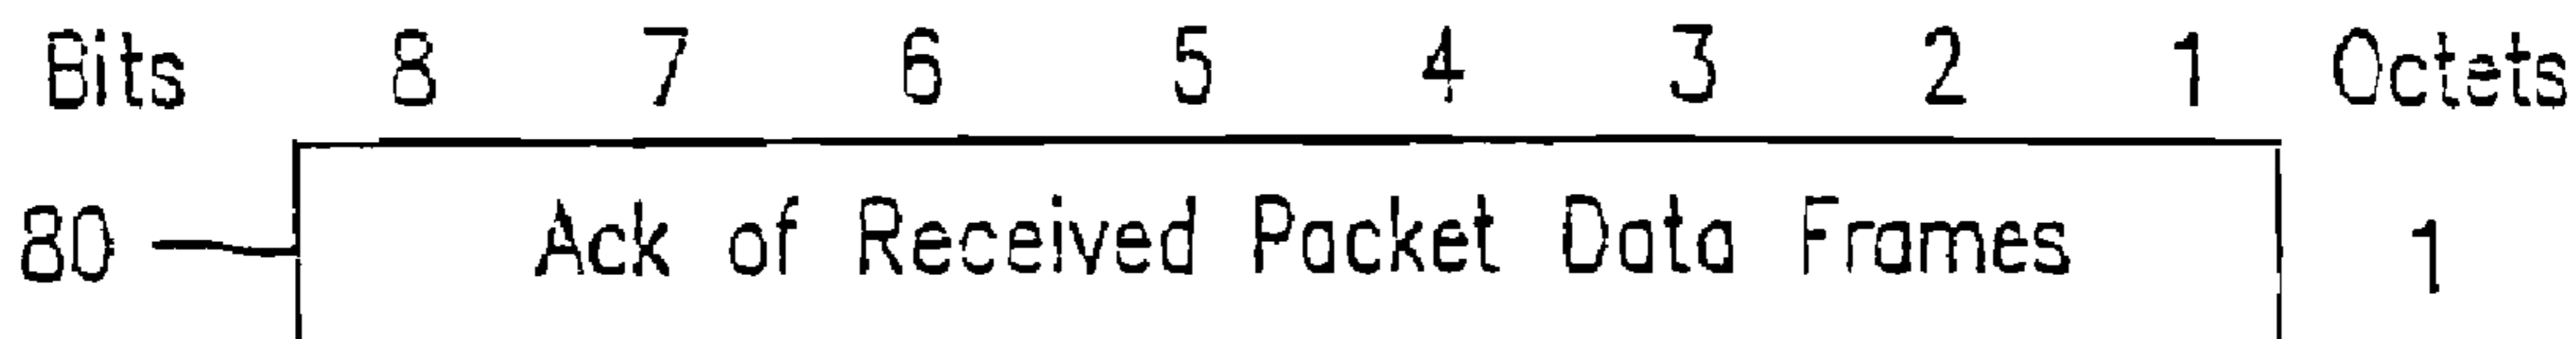 Bits 8 7 6 5 4 3 2 1 Octets
80 Ack of Received Packet Data Frames 1